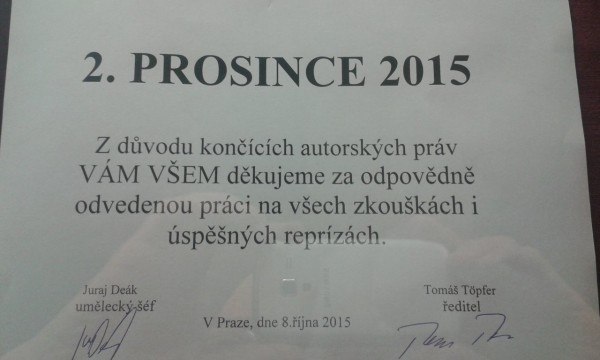 2. PROSINCE 2015
Z důvodu končících autorských práv
VÁM VŠEM děkujeme za odpovědně
odvedenou práci na všech zkouškách i
úspěšných reprízách.
Juraj Deák
umělecký šéf
Tomáš Töpfer
ředitel
V Praze, dne 8.října 2015